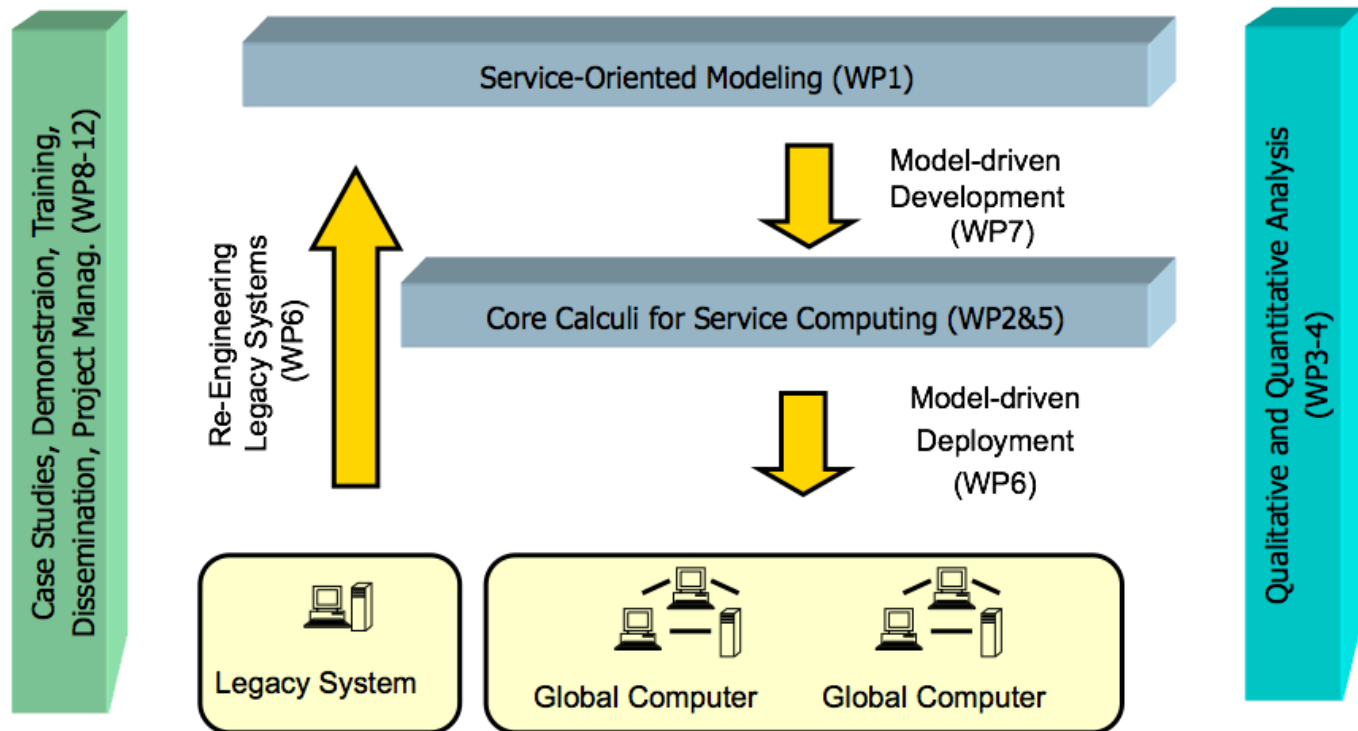 Case Studies, Demonstraion, Training,
Dissemination, Project Manag. (WP8-12)
Service-Oriented Modeling (WP1)
Model-driven
Development
(WP7)
Re-Engineering
Legacy Systems
(WP6)
Core Calculi for Service Computing (WP2&5)
Model-driven
Deployment
(WP6)
Legacy System
Global Computer
Global Computer
Qualitative and Quantitative Analysis
(WP3-4)